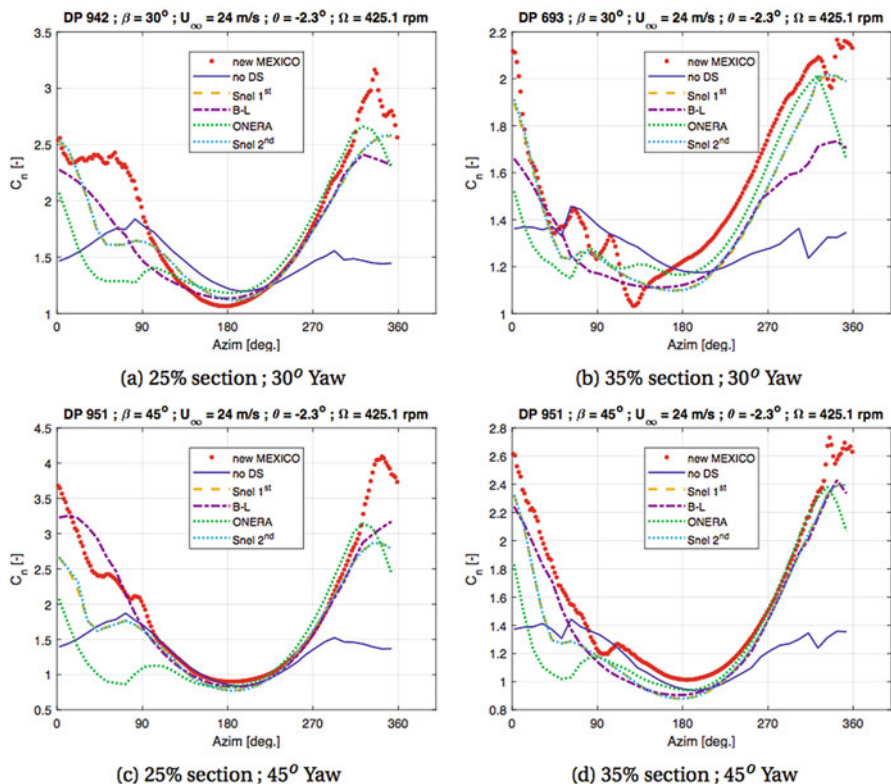 DP 942 ; β = 30° ; U∞ = 24 m/s ; θ = -2.3° ; Ω = 425.1 rpm
3.5
3
2.5
2
1.5
1
Cn [-]
new MEXICO
no DS
Snel 1st
B-L
ONERA
Snel 2nd
0 90 180 270 360
Azim [deg.]
(a) 25% section ; 30° Yaw
DP 693 ; β = 30° ; U∞ = 24 m/s ; θ = -2.3° ; Ω = 425.1 rpm
2.2
2
1.8
1.6
1.4
1.2
1
Cn [-]
new MEXICO
no DS
Snel 1st
B-L
ONERA
Snel 2nd
0 90 180 270 360
Azim [deg.]
(b) 35% section ; 30° Yaw
DP 951 ; β = 45° ; U∞ = 24 m/s ; θ = -2.3° ; Ω = 425.1 rpm
4.5
4
3.5
3
2.5
2
1.5
1
0.5
Cn [-]
new MEXICO
no DS
Snel 1st
B-L
ONERA
Snel 2nd
0 90 180 270 360
Azim [deg.]
(c) 25% section ; 45° Yaw
DP 951 ; β = 45° ; U∞ = 24 m/s ; θ = -2.3° ; Ω = 425.1 rpm
2.8
2.6
2.4
2.2
2
1.8
1.6
1.4
1.2
1
0.8
Cn [-]
new MEXICO
no DS
Snel 1st
B-L
ONERA
Snel 2nd
0 90 180 270 360
Azim [deg.]
(d) 35% section ; 45° Yaw